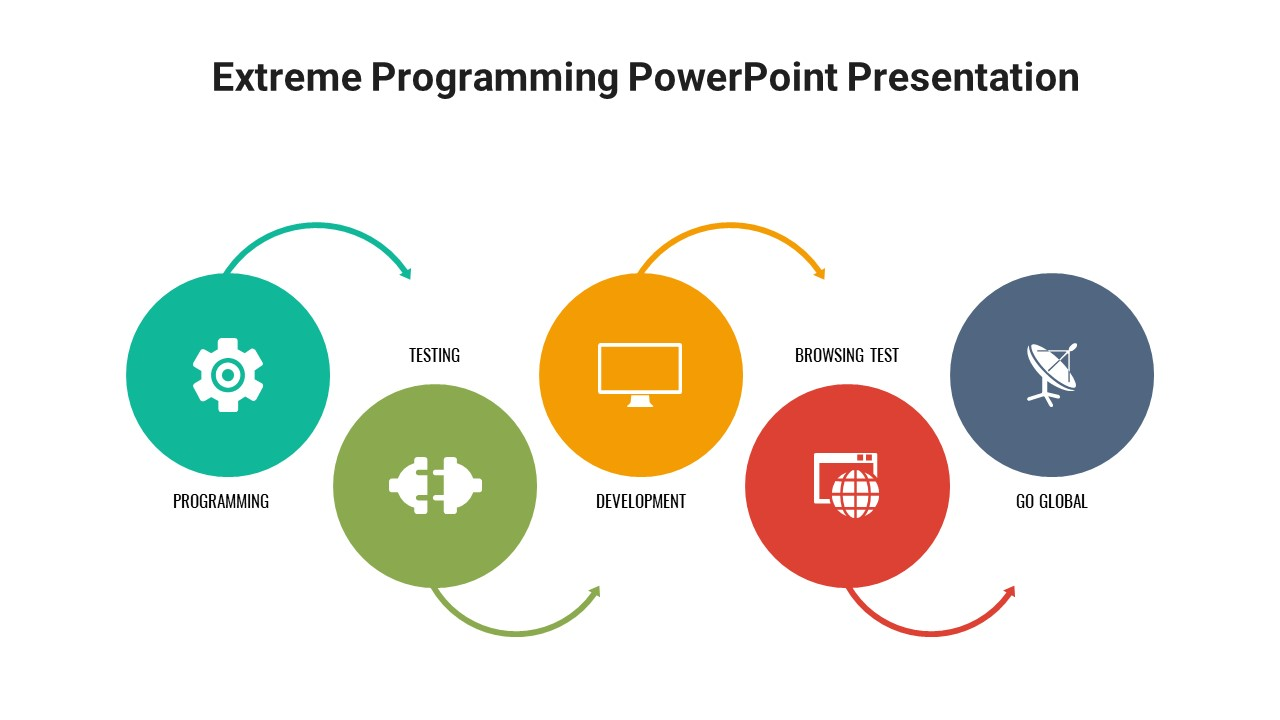 Extreme Programming PowerPoint Presentation
PROGRAMMING
TESTING
DEVELOPMENT
BROWSING TEST
GO GLOBAL